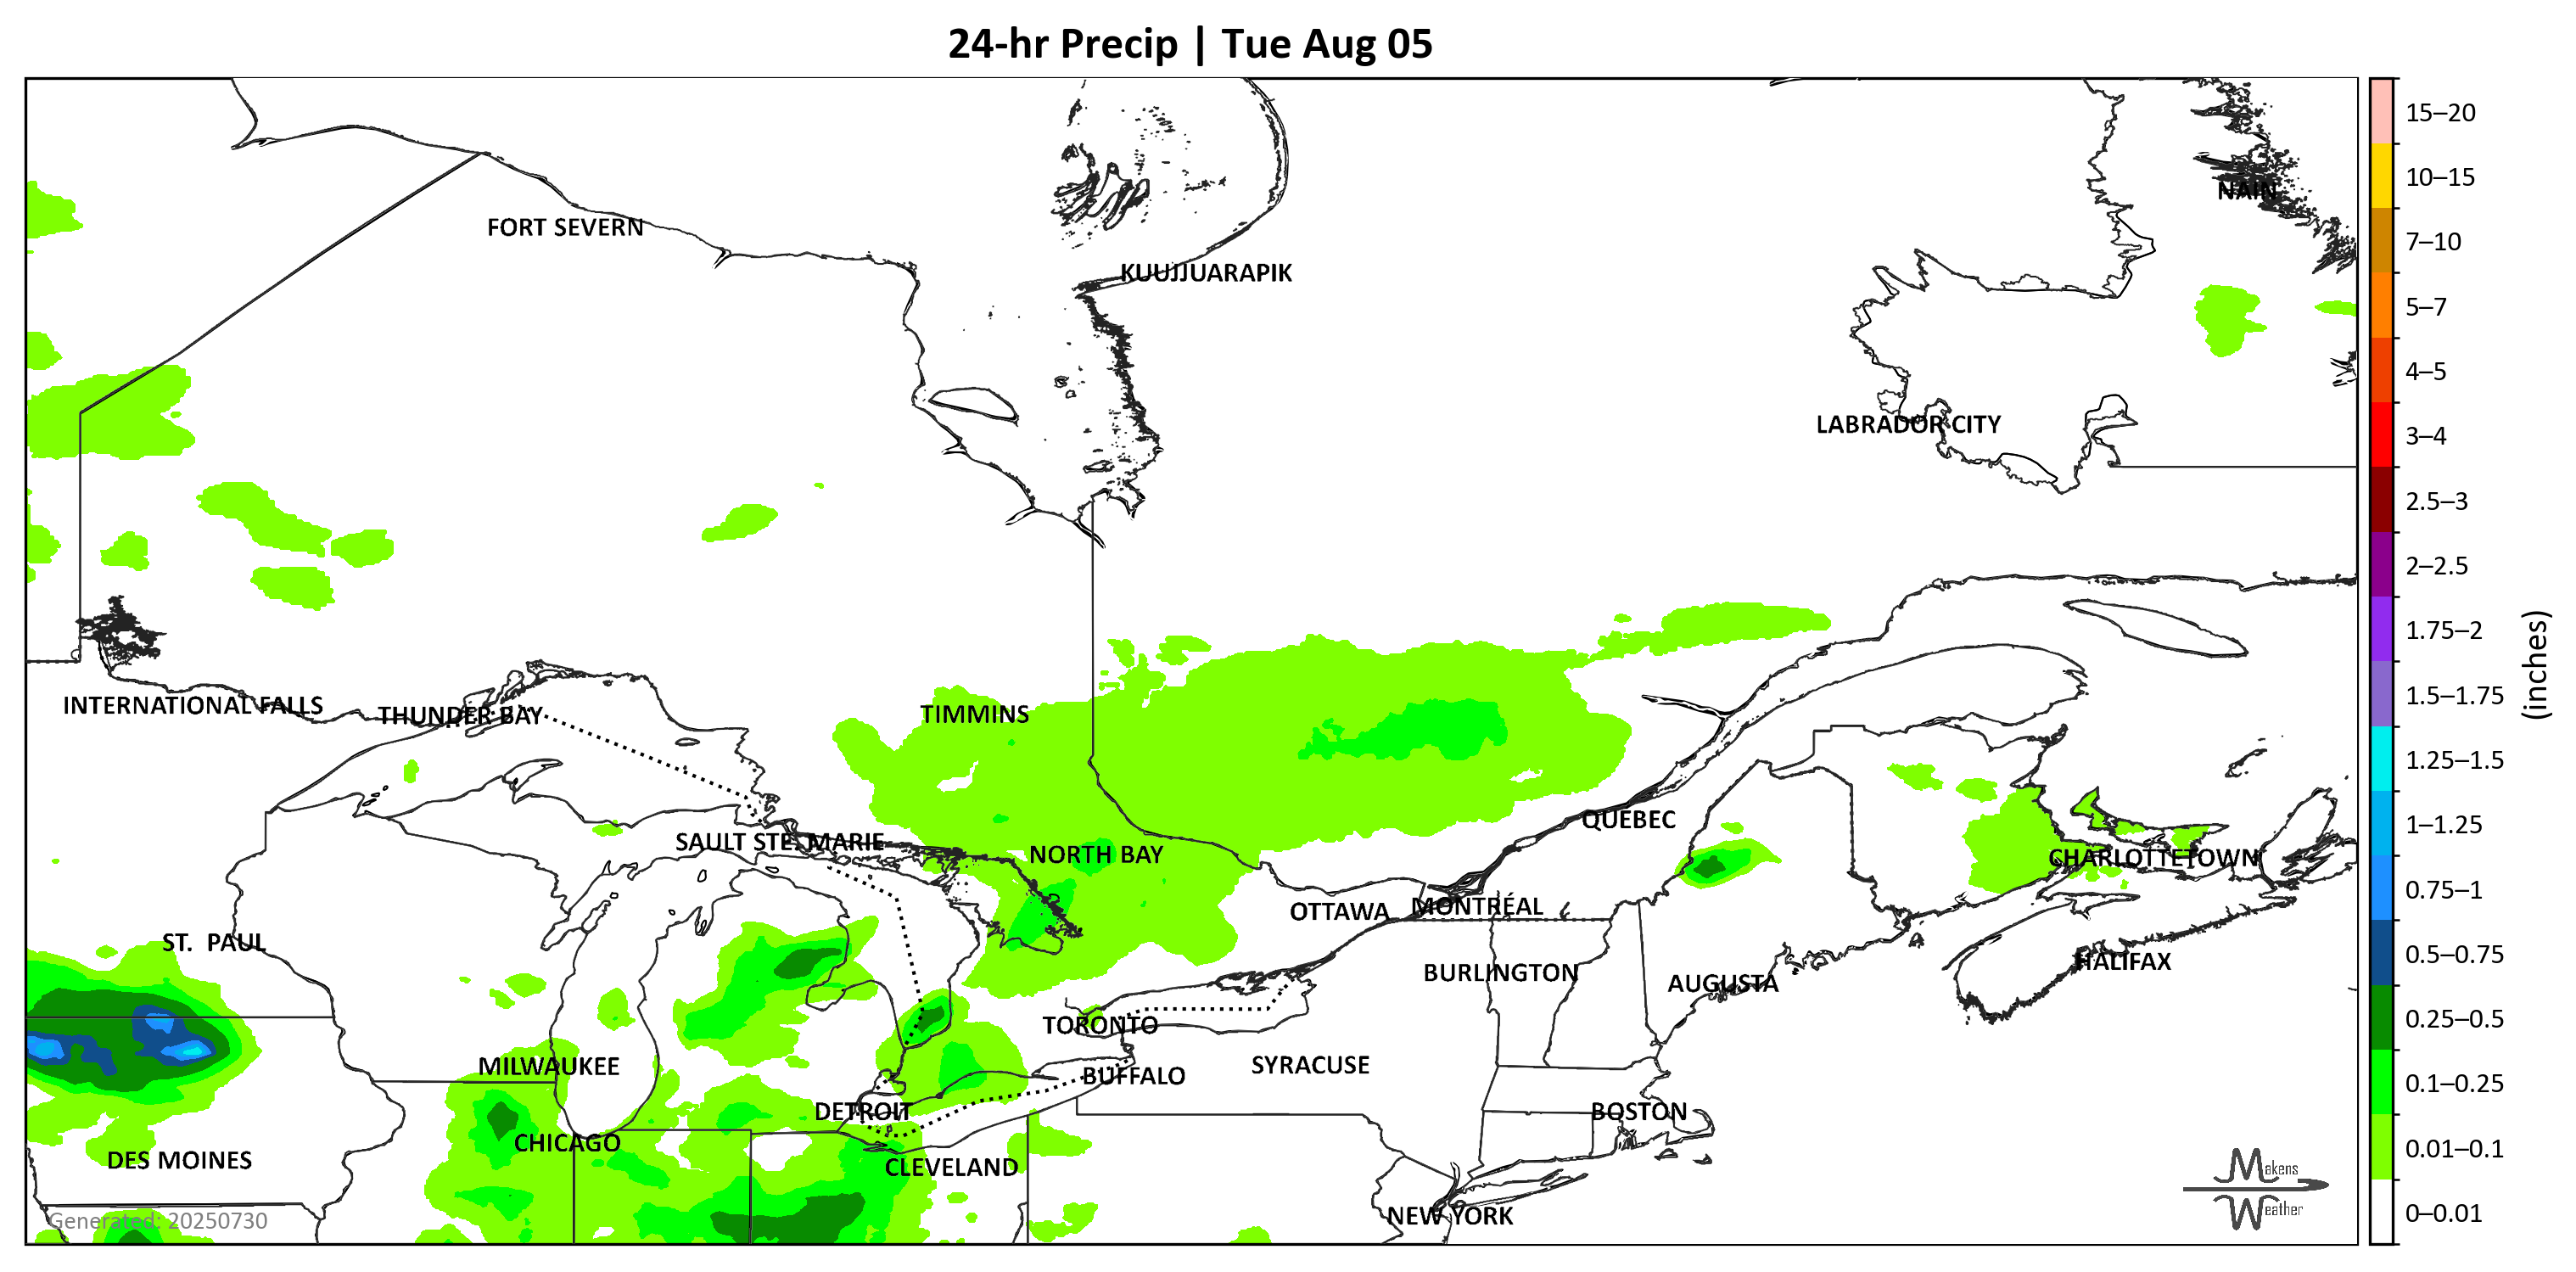 24-hr Precip | Tue Aug 05
15–20
10–15
NAIN
FORT SEVERN
7–10
KUUJJUARAPIK
5–7
4–5
LABRADOR CITY
3–4
2.5–3
2–2.5
1.75–2
(inches)
INTERNATIONAL FALLS
THUNDER BAY
TIMMINS
1.5–1.75
1.25–1.5
QUEBEC
1–1.25
SAULT STE. MARIE
NORTH BAY
CHARLOTTETOWN
0.75–1
OTTAWA
MONTRÉAL
ST. PAUL
0.5–0.75
BURLINGTON
AUGUSTA
HALIFAX
TORONTO
0.25–0.5
MILWAUKEE
BUFFALO
SYRACUSE
0.1–0.25
DETROIT
BOSTON
CHICAGO
0.01–0.1
DES MOINES
CLEVELAND
Makens
Weather
Generated: 20250730
NEW YORK
0–0.01